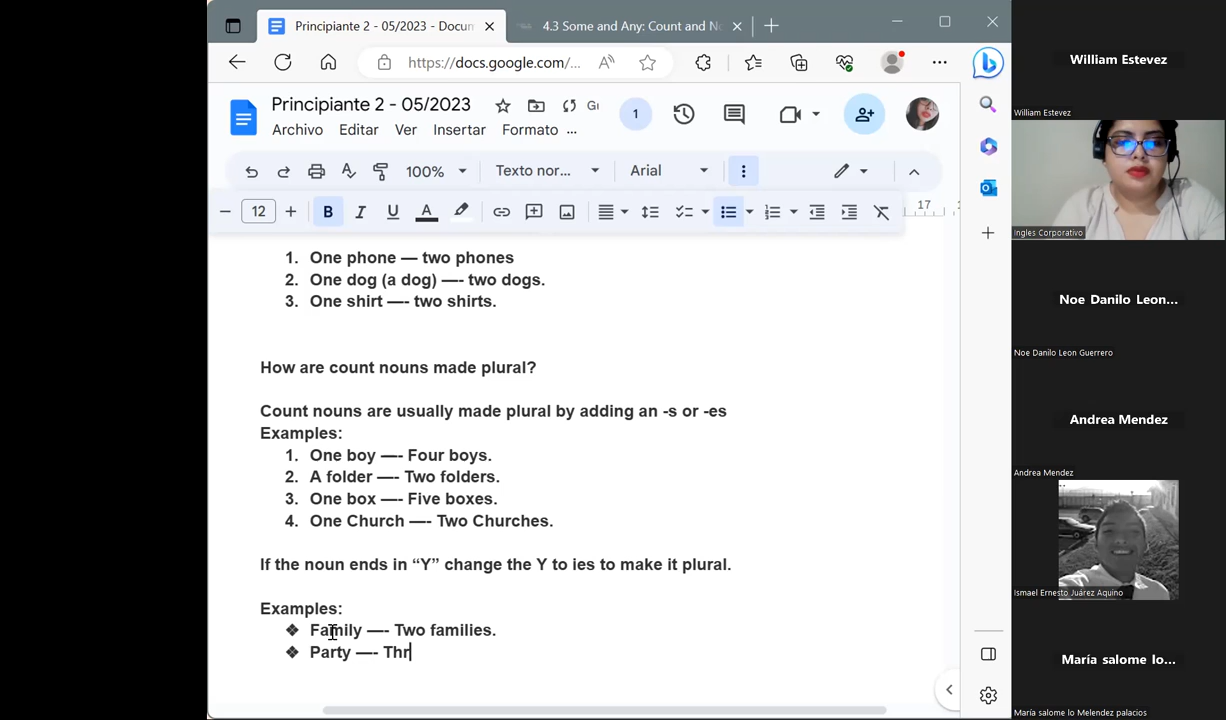 Principiante 2 - 05/2023 - Docum
4.3 Some and Any: Count and No
https://docs.google.com/...
Principiante 2 - 05/2023
1
Archivo Editar Ver Insertar Formato ...
100% Texto nor... Arial
12 B I U A
17
1. One phone — two phones
2. One dog (a dog) —- two dogs.
3. One shirt —- two shirts.
How are count nouns made plural?
Count nouns are usually made plural by adding an -s or -es
Examples:
1. One boy —- Four boys.
2. A folder —- Two folders.
3. One box —- Five boxes.
4. One Church —- Two Churches.
If the noun ends in “Y” change the Y to ies to make it plural.
Examples:
❖ Family —- Two families.
❖ Party —- Thr
William Estevez
William Estevez
Ingles Corporativo
Noe Danilo Leon...
Noe Danilo Leon Guerrero
Andrea Mendez
Andrea Mendez
Ismael Ernesto Juárez Aquino
María salome lo...
María salome lo Melendez palacios